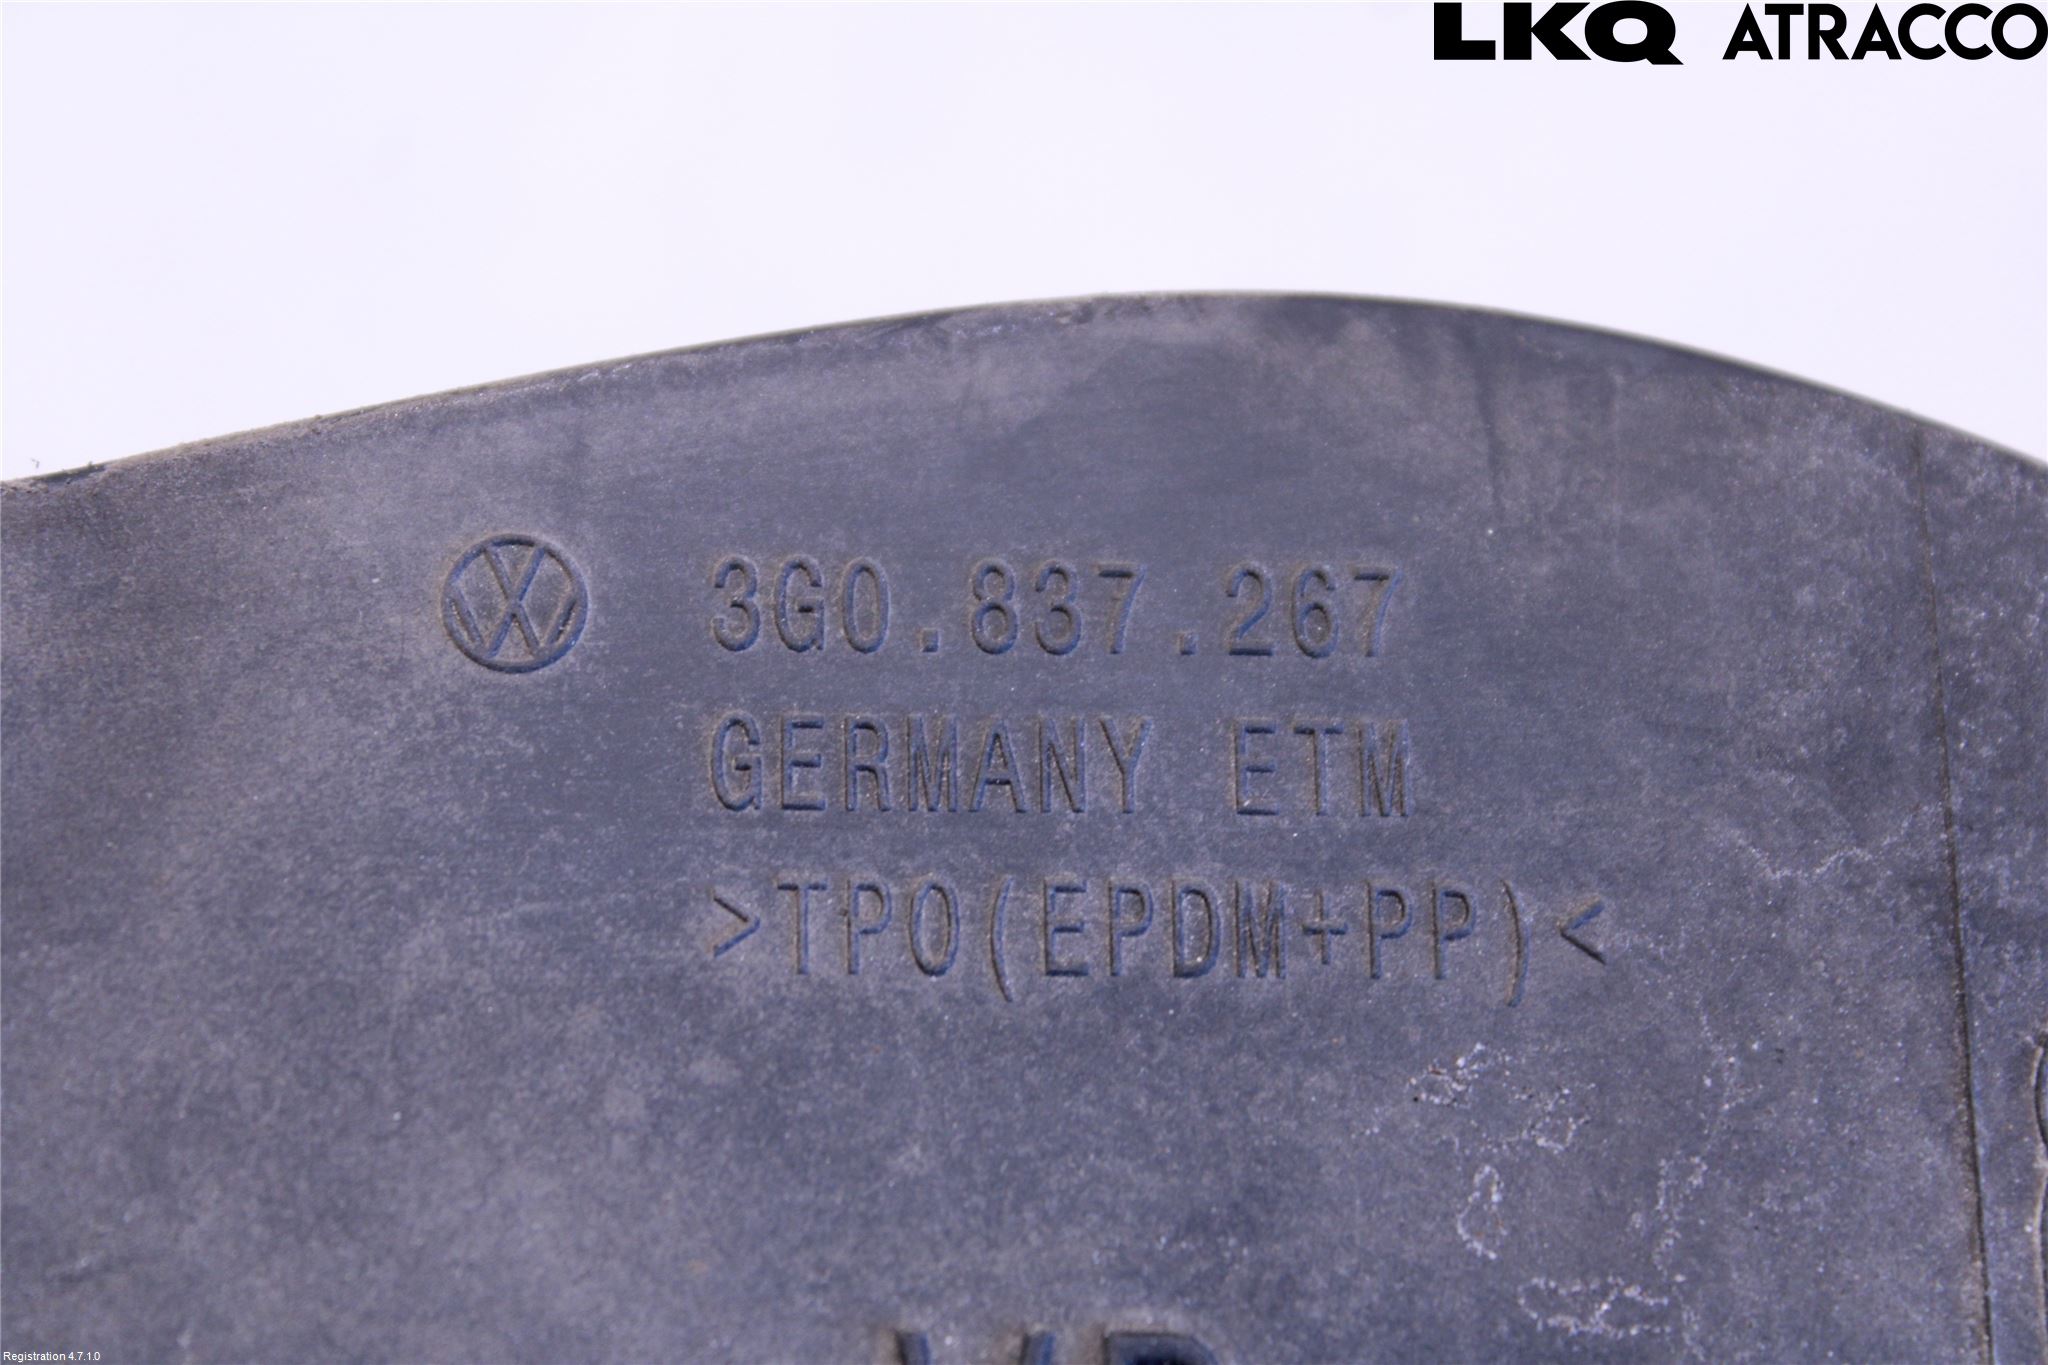 LKQ ATRACCO
3G0.837.267
GERMANY ETM
>TPO(EPDM+PP)<
Registration 4.7.1.0